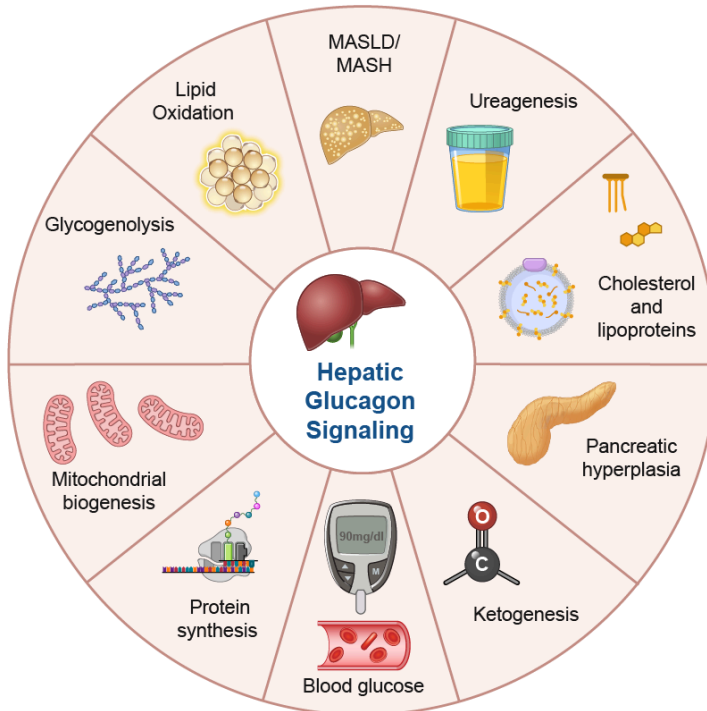 MASLD/
MASH
Ureagenesis
Cholesterol
and
lipoproteins
Pancreatic
hyperplasia
O
C
Ketogenesis
90mg/dl
M
Blood glucose
Protein
synthesis
Mitochondrial
biogenesis
Glycogenolysis
Lipid
Oxidation
Hepatic
Glucagon
Signaling